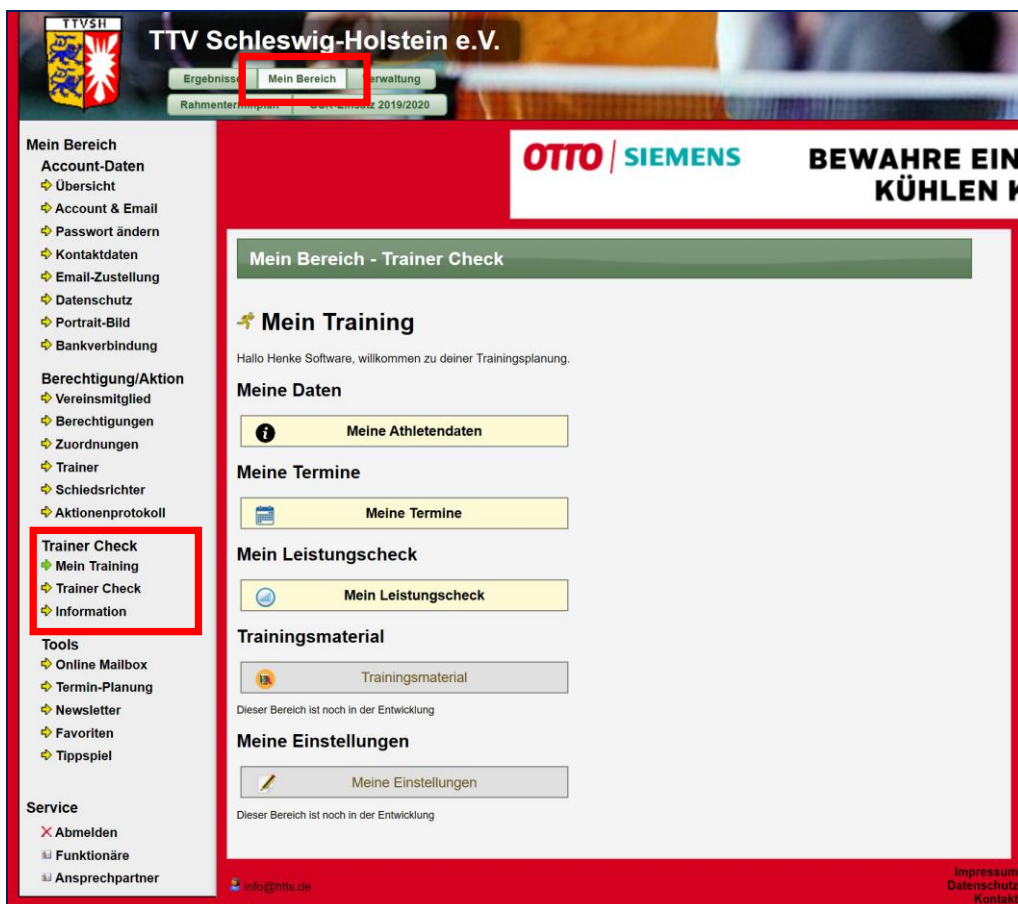 TTVSH
TTV Schleswig-Holstein e.V.
Ergebnisse Mein Bereich Verwaltung
Rahmenterminplan 2019/2020
Mein Bereich
Account-Daten
Übersicht
Account & Email
Passwort ändern
Kontaktdaten
Email-Zustellung
Datenschutz
Portrait-Bild
Bankverbindung
Berechtigung/Aktion
Vereinsmitglied
Berechtigungen
Zuordnungen
Trainer
Schiedsrichter
Aktionenprotokoll
Trainer Check
Mein Training
Trainer Check
Information
Tools
Online Mailbox
Termin-Planung
Newsletter
Favoriten
Tippspiel
Service
Abmelden
Funktionäre
Ansprechpartner
OTTO | SIEMENS
BEWAHRE EIN
KÜHLEN
Mein Bereich - Trainer Check
Mein Training
Hallo Henke Software, willkommen zu deiner Trainingsplanung.
Meine Daten
Meine Athletendaten
Meine Termine
Meine Termine
Mein Leistungscheck
Mein Leistungscheck
Trainingsmaterial
Trainingsmaterial
Dieser Bereich ist noch in der Entwicklung
Meine Einstellungen
Meine Einstellungen
Dieser Bereich ist noch in der Entwicklung
info@htts.de
Impressum
Datenschutz
Kontakt